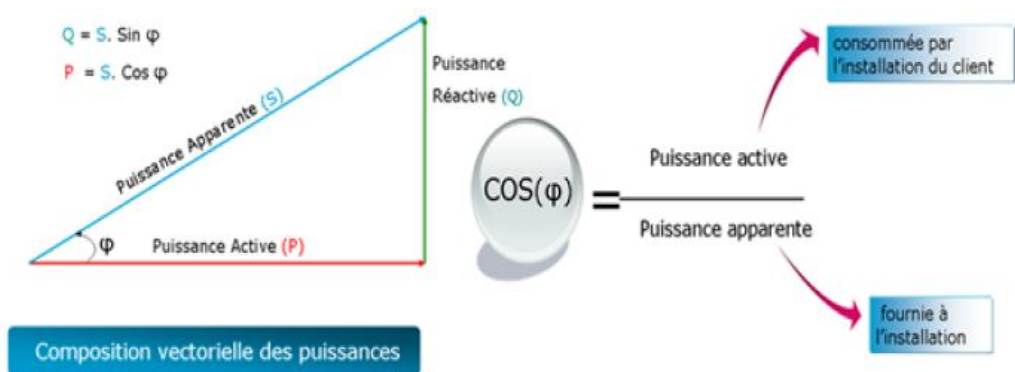 Q = S. Sin φ
P = S. Cos φ
Puissance Apparente (S)
Puissance
Réactive (Q)
φ
Puissance Active (P)
Composition vectorielle des puissances
COS(φ)
=
Puissance active
Puissance apparente
consommée par
l'installation du client
fournie à
l'installation